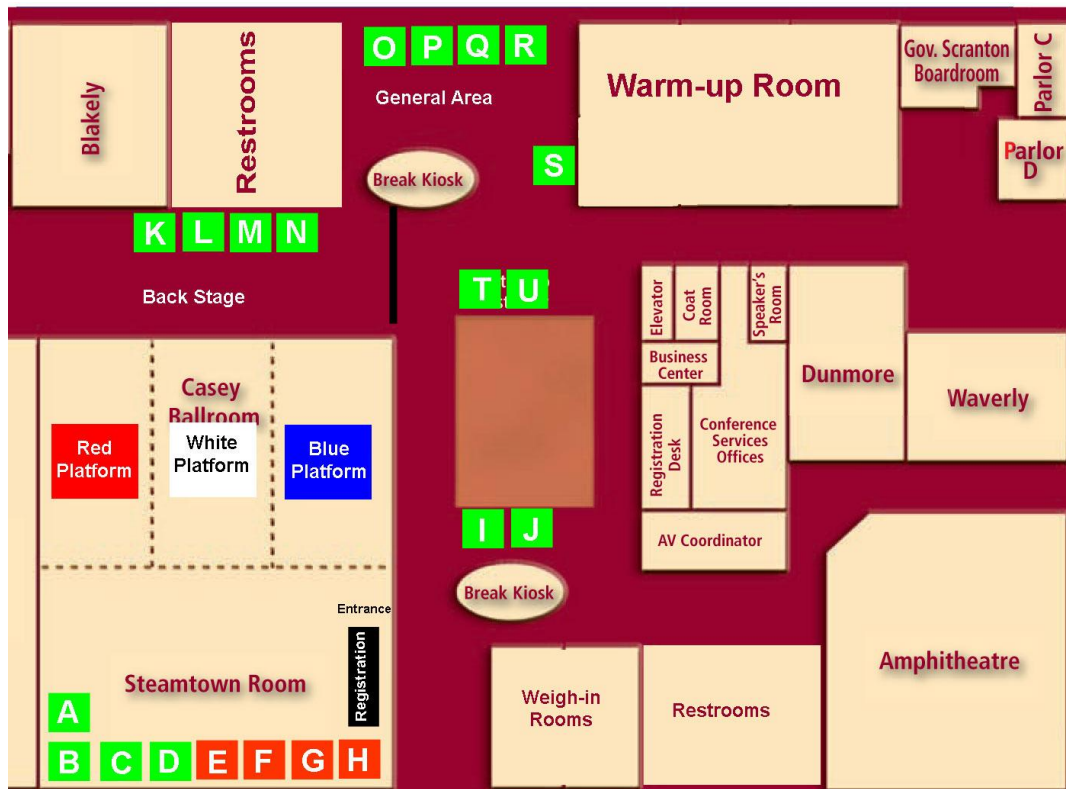 O P Q R
General Area
Restrooms
Blakely
Warm-up Room
Gov. Scranton
Boardroom
Parlor C
Parlor
D
S
Break Kiosk
K L M N
Back Stage
T U
Elevator
Coat
Room
Speaker's
Room
Business
Center
Dunmore
Waverly
Casey
Ballroom
Red
Platform
White
Platform
Blue
Platform
Registration
Desk
Conference
Services
Offices
I J
AV Coordinator
Break Kiosk
Entrance
Registration
Steamtown Room
Weigh-in
Rooms
Restrooms
Amphitheatre
A
B C D E F G H